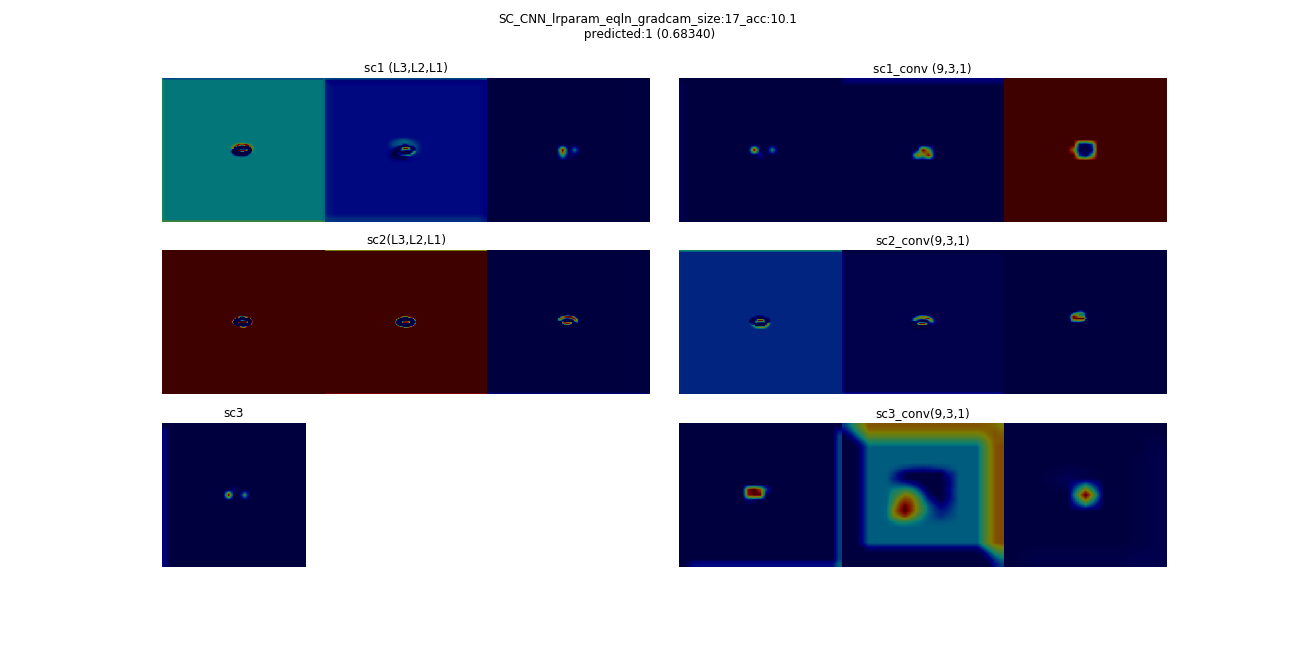 SC_CNN_lrparam_eqln_gradcam_size:17_acc:10.1
predicted:1 (0.68340)
sc1 (L3,L2,L1)
sc1_conv (9,3,1)
sc2(L3,L2,L1)
sc2_conv(9,3,1)
sc3
sc3_conv(9,3,1)